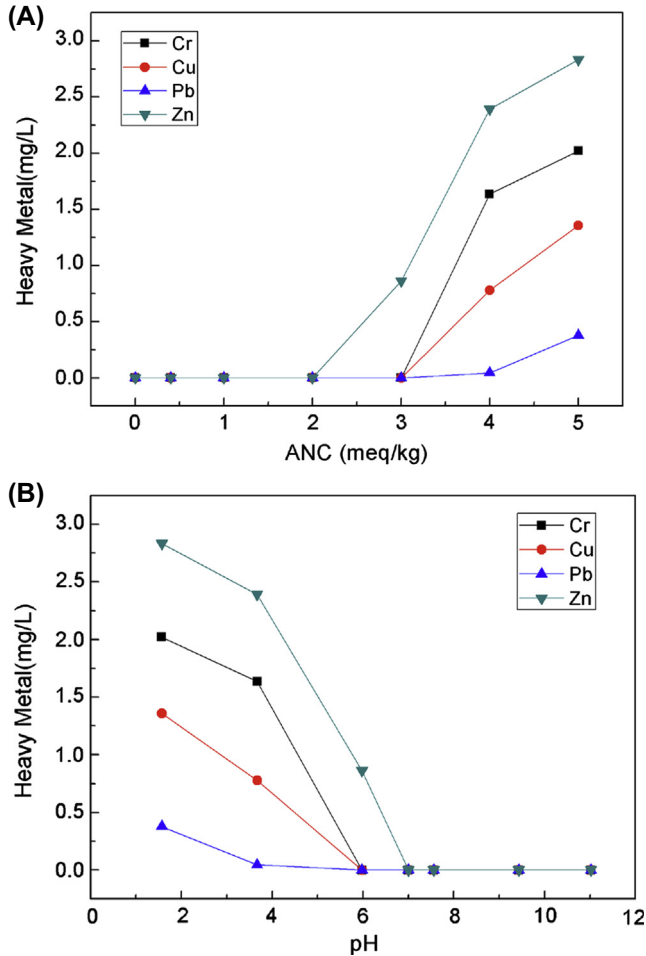 (A)
Cr
Cu
Pb
Zn
3.0
2.5
2.0
1.5
1.0
0.5
0.0
Heavy Metal(mg/L)
0 1 2 3 4 5
ANC (meq/kg)
(B)
Cr
Cu
Pb
Zn
3.0
2.5
2.0
1.5
1.0
0.5
0.0
Heavy Metal(mg/L)
0 2 4 6 8 10 12
pH